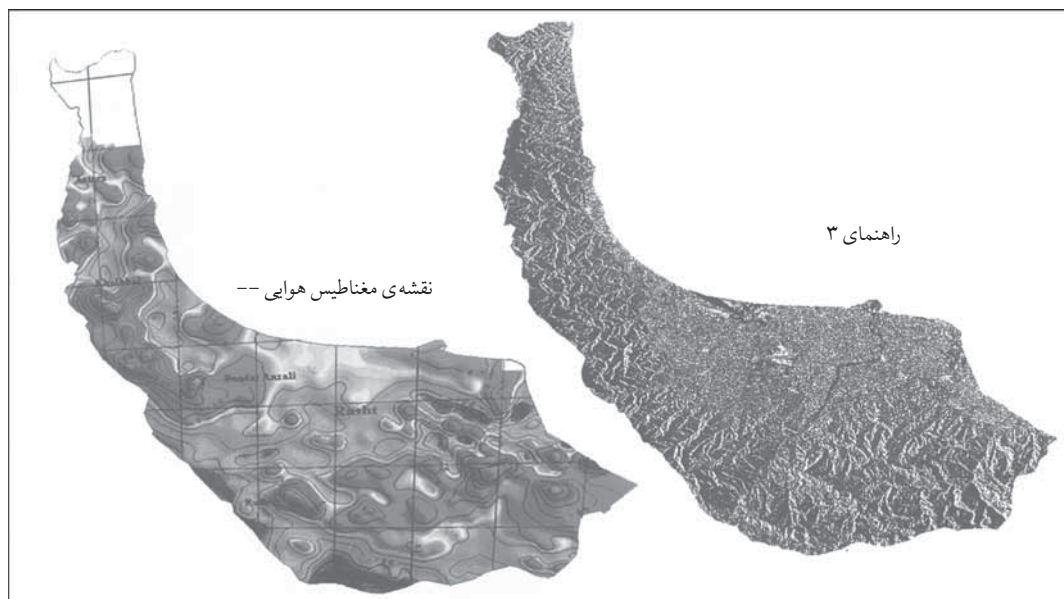 راهنمای ۳
نقشه‌ی مغناطیس هوایی --
Bandar Anzali
Rasht